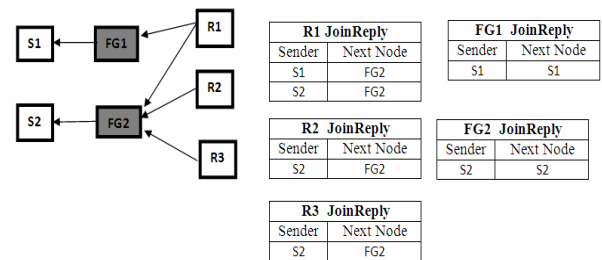 S1
FG1
R1
R2
S2
FG2
R3
R1 JoinReply
Sender Next Node
S1 FG2
S2 FG2
FG1 JoinReply
Sender Next Node
S1 S1
R2 JoinReply
Sender Next Node
S2 FG2
FG2 JoinReply
Sender Next Node
S2 S2
R3 JoinReply
Sender Next Node
S2 FG2